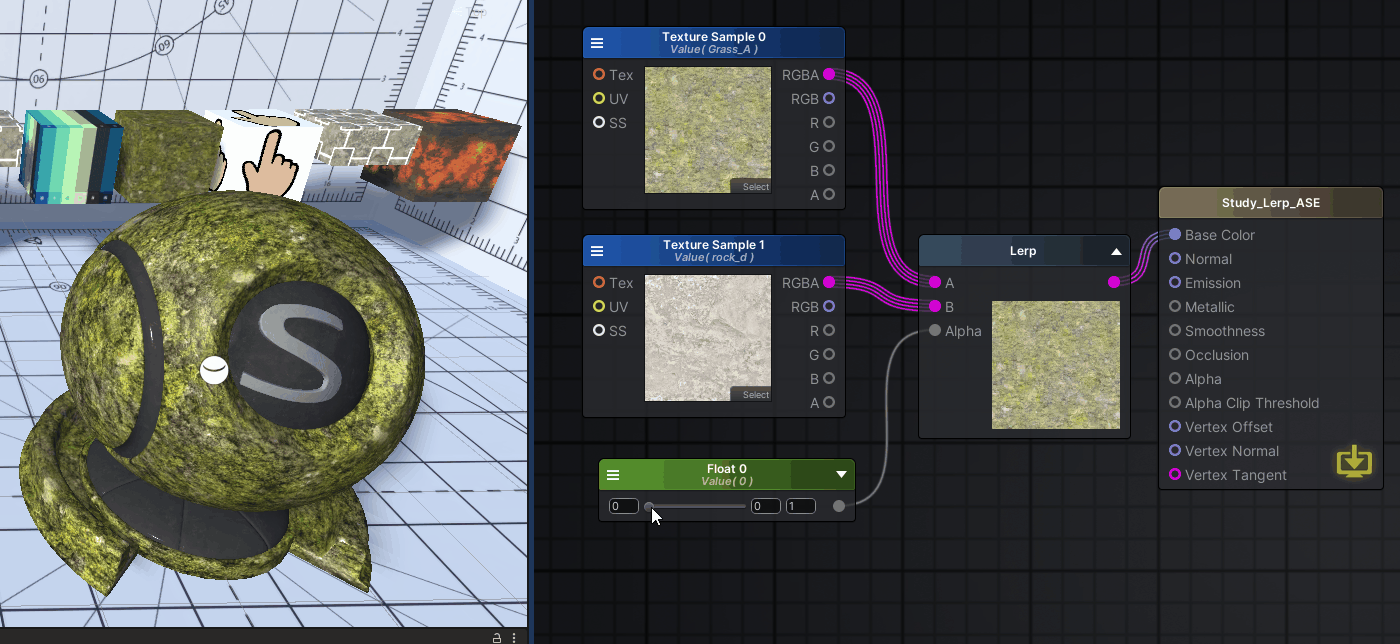 06
09
S
Texture Sample 0
Value( Grass_A )
Tex
UV
SS
Select
RGBA
RGB
R
G
B
A
Texture Sample 1
Value( rock_d )
Tex
UV
SS
Select
RGBA
RGB
R
G
B
A
Float 0
Value( 0 )
0
0
1
Lerp
A
B
Alpha
Study_Lerp_ASE
Base Color
Normal
Emission
Metallic
Smoothness
Occlusion
Alpha
Alpha Clip Threshold
Vertex Offset
Vertex Normal
Vertex Tangent